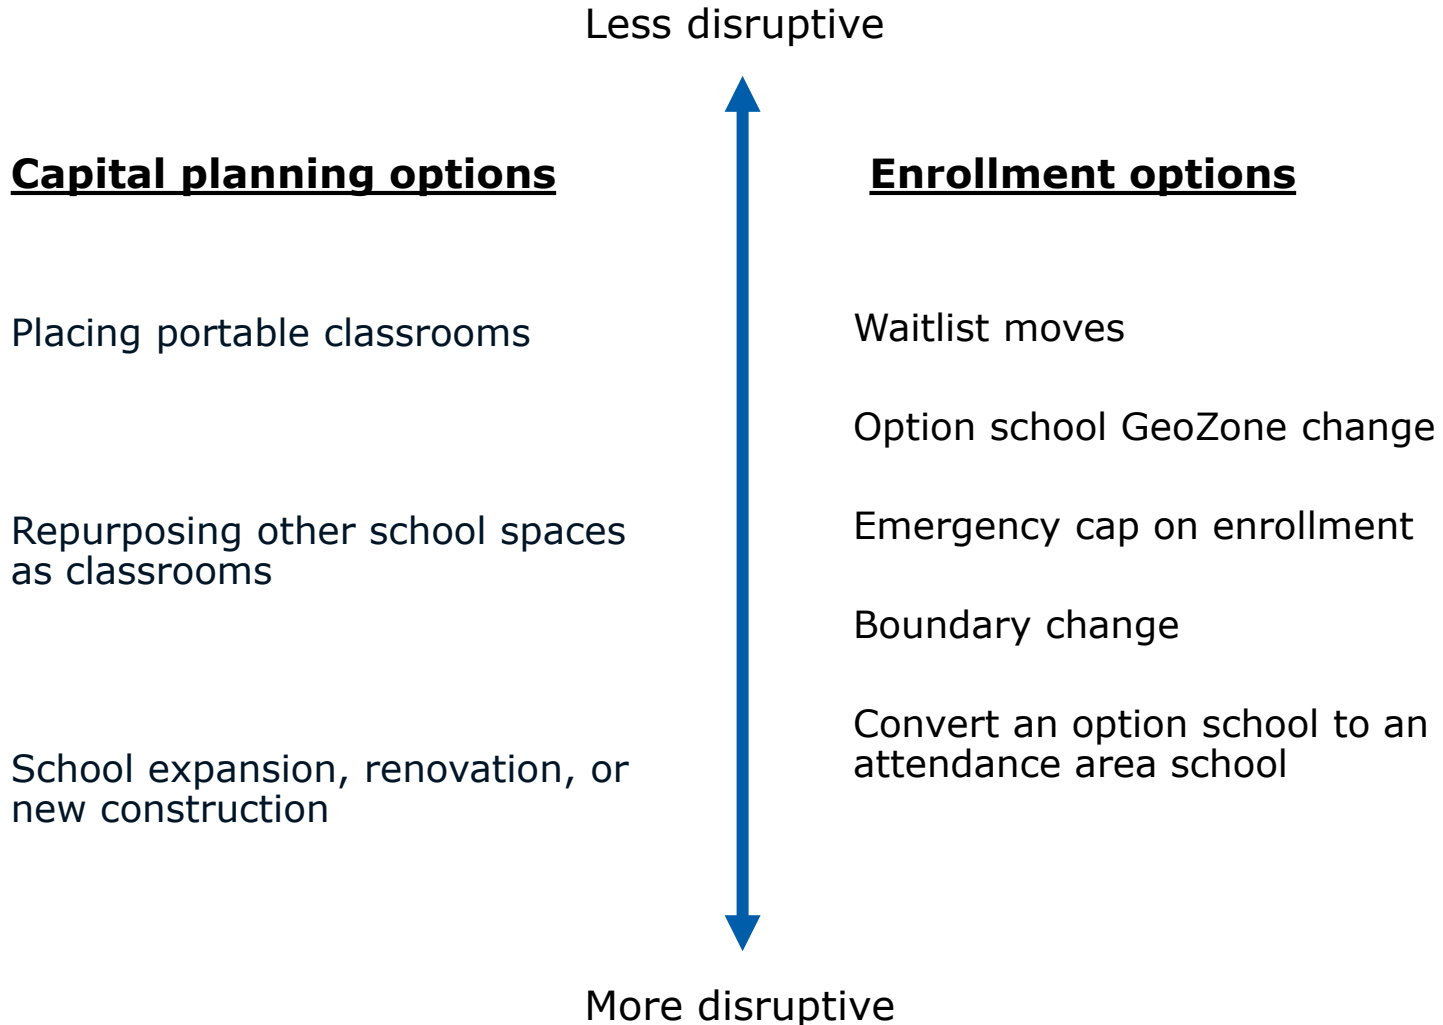 Less disruptive
Capital planning options
Placing portable classrooms
Repurposing other school spaces
as classrooms
School expansion, renovation, or
new construction
Enrollment options
Waitlist moves
Option school GeoZone change
Emergency cap on enrollment
Boundary change
Convert an option school to an
attendance area school
More disruptive